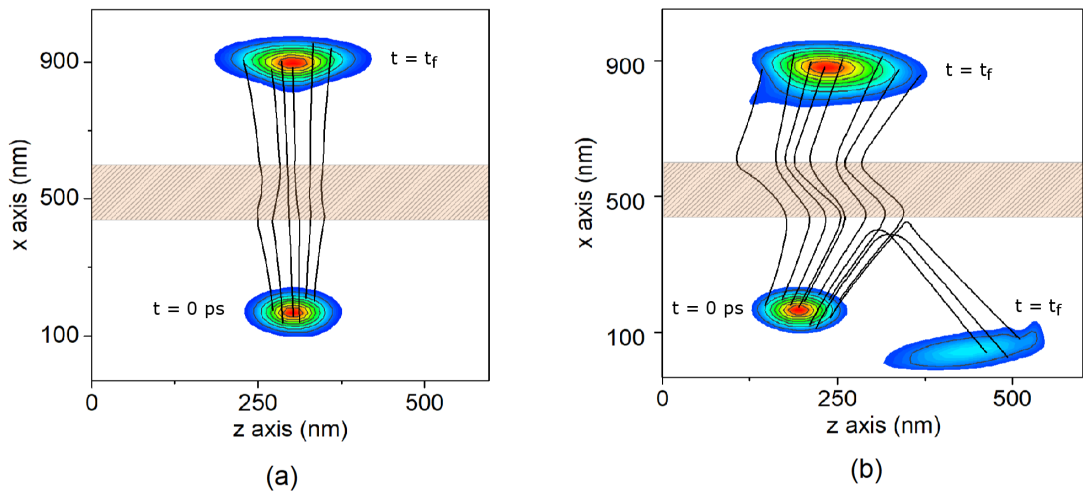 900
500
100
x axis (nm)
t = t_f
t = 0 ps
0
250
500
z axis (nm)
(a)
900
500
100
x axis (nm)
t = t_f
t = 0 ps
t = t_f
0
250
500
z axis (nm)
(b)